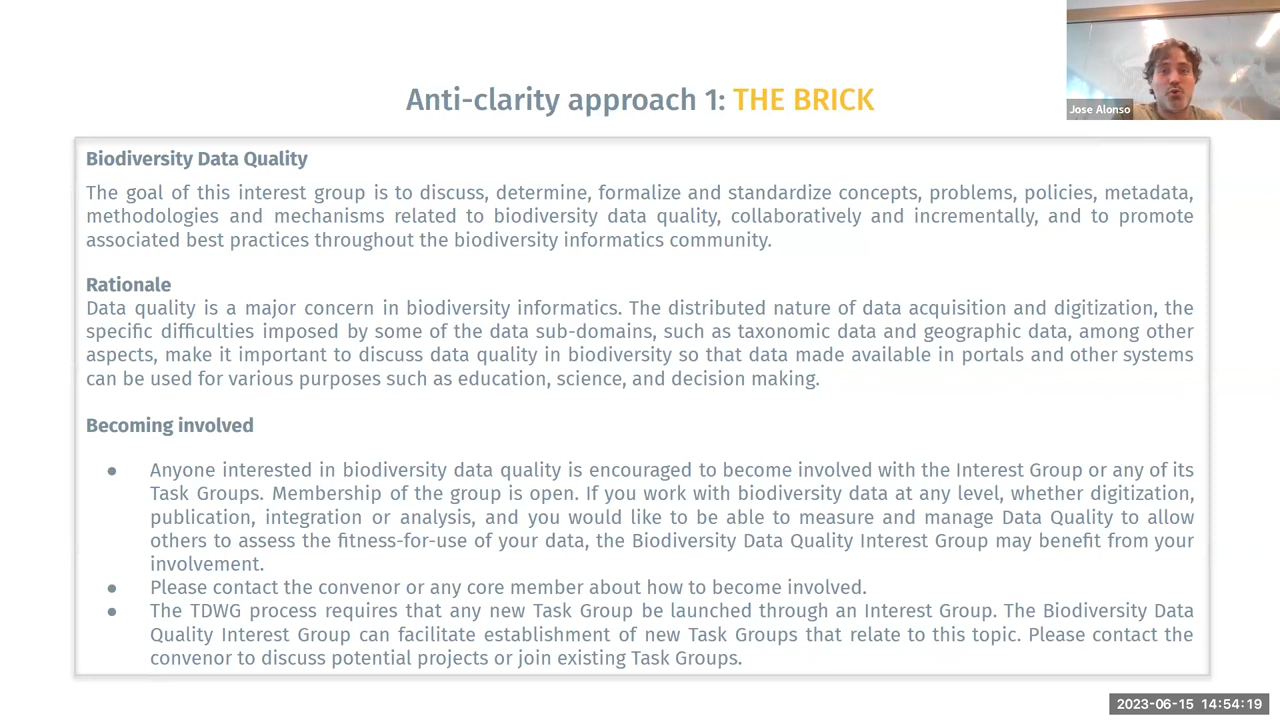 Anti-clarity approach 1: THE BRICK
Jose Alonso
Biodiversity Data Quality
The goal of this interest group is to discuss, determine, formalize and standardize concepts, problems, policies, metadata,
methodologies and mechanisms related to biodiversity data quality, collaboratively and incrementally, and to promote
associated best practices throughout the biodiversity informatics community.
Rationale
Data quality is a major concern in biodiversity informatics. The distributed nature of data acquisition and digitization, the
specific difficulties imposed by some of the data sub-domains, such as taxonomic data and geographic data, among other
aspects, make it important to discuss data quality in biodiversity so that data made available in portals and other systems
can be used for various purposes such as education, science, and decision making.
Becoming involved
● Anyone interested in biodiversity data quality is encouraged to become involved with the Interest Group or any of its
Task Groups. Membership of the group is open. If you work with biodiversity data at any level, whether digitization,
publication, integration or analysis, and you would like to be able to measure and manage Data Quality to allow
others to assess the fitness-for-use of your data, the Biodiversity Data Quality Interest Group may benefit from your
involvement.
● Please contact the convenor or any core member about how to become involved.
● The TDWG process requires that any new Task Group be launched through an Interest Group. The Biodiversity Data
Quality Interest Group can facilitate establishment of new Task Groups that relate to this topic. Please contact the
convenor to discuss potential projects or join existing Task Groups.
2023-06-15 14:54:19